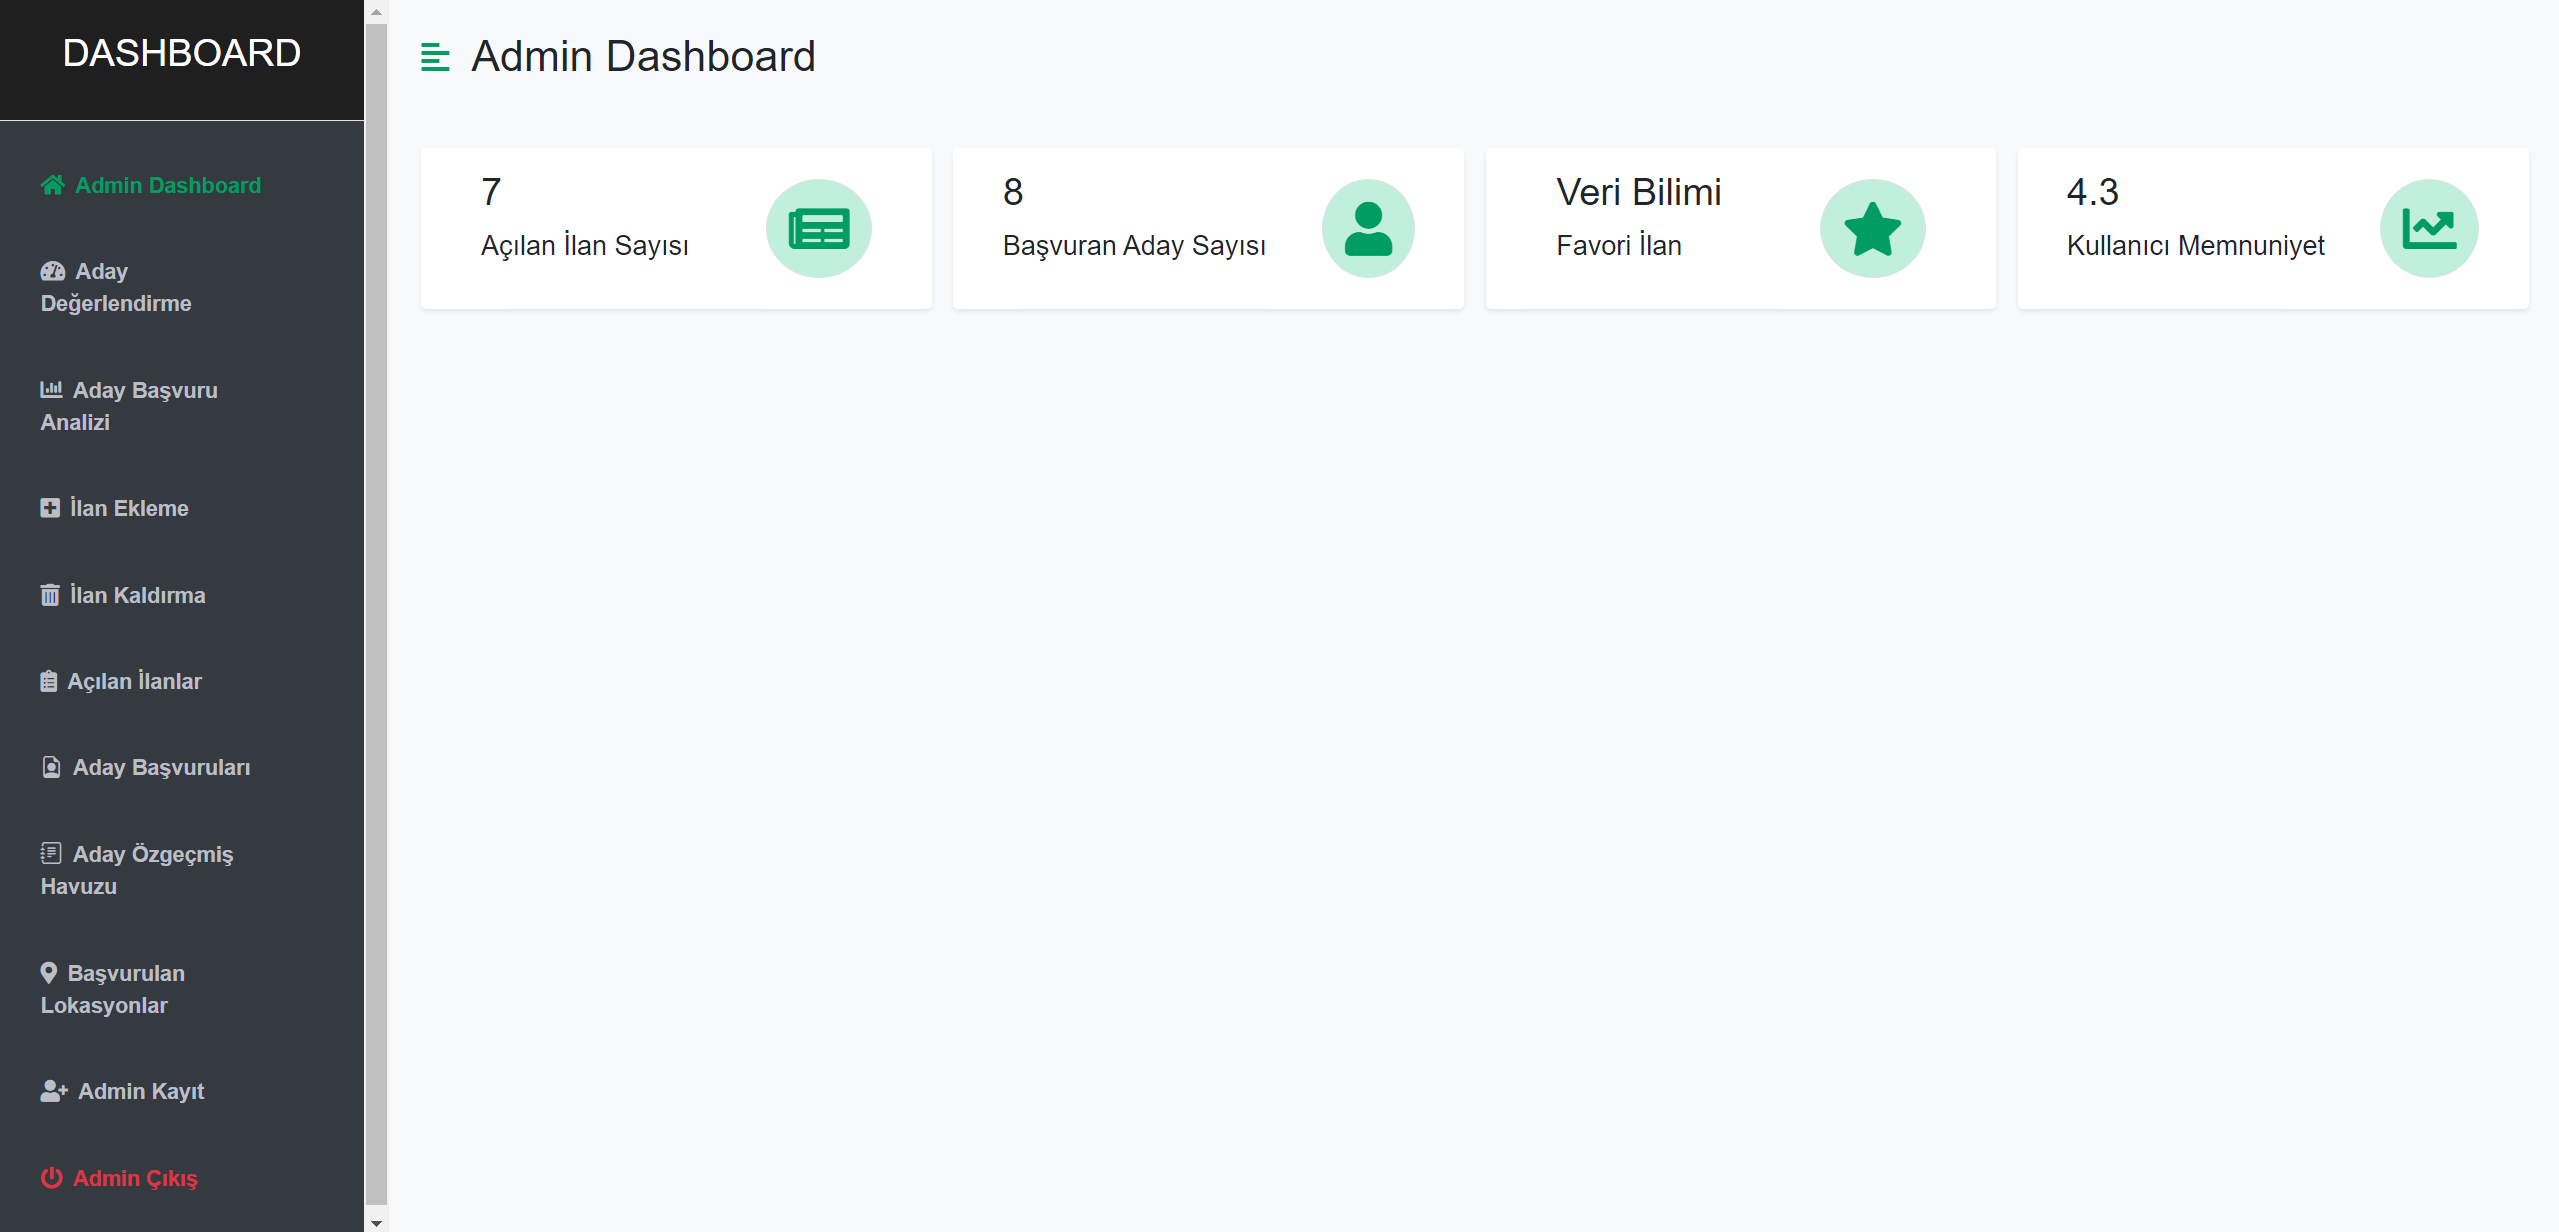 DASHBOARD
Admin Dashboard
Aday
Değerlendirme
Aday Başvuru
Analizi
İlan Ekleme
İlan Kaldırma
Açılan İlanlar
Aday Başvuruları
Aday Özgeçmiş
Havuzu
Başvurulan
Lokasyonlar
Admin Kayıt
Admin Çıkış
Admin Dashboard
7
Açılan İlan Sayısı
8
Başvuran Aday Sayısı
Veri Bilimi
Favori İlan
4.3
Kullanıcı Memnuniyet